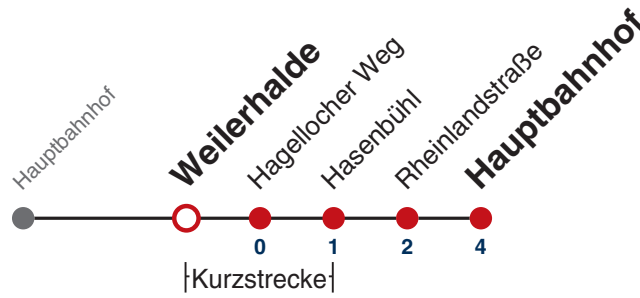 Hauptbahnhof
Weilerhalde
Hagellocher Weg
Hasenbühl
Rheinlandstraße
Hauptbahnhof
0 1 2 4
Kurzstrecke